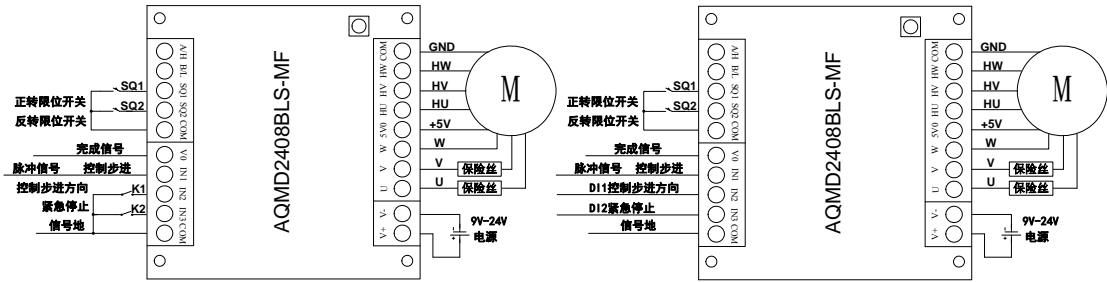 AQMD2408BLS-MF
A/H
B/L
SQ1
SQ2
COM
V0
IN1
IN2
IN3
COM
SQ1
正转限位开关
SQ2
反转限位开关
完成信号
脉冲信号 控制步进
控制步进方向 K1
紧急停止 K2
信号地
COM
HW
HV
HU
5V0
W
V
U
V-
V+
GND
HW
HV
HU
+5V
W
V 保险丝
U 保险丝
M
9V-24V
电源
AQMD2408BLS-MF
A/H
B/L
SQ1
SQ2
COM
V0
IN1
IN2
IN3
COM
SQ1
正转限位开关
SQ2
反转限位开关
完成信号
脉冲信号 控制步进
DI1控制步进方向
DI2紧急停止
信号地
COM
HW
HV
HU
5V0
W
V
U
V-
V+
GND
HW
HV
HU
+5V
W
V 保险丝
U 保险丝
M
9V-24V
电源